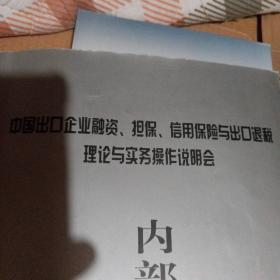 中国出口企业融资、担保、信用保险与出口退税
理论与实务操作说明会
内
部